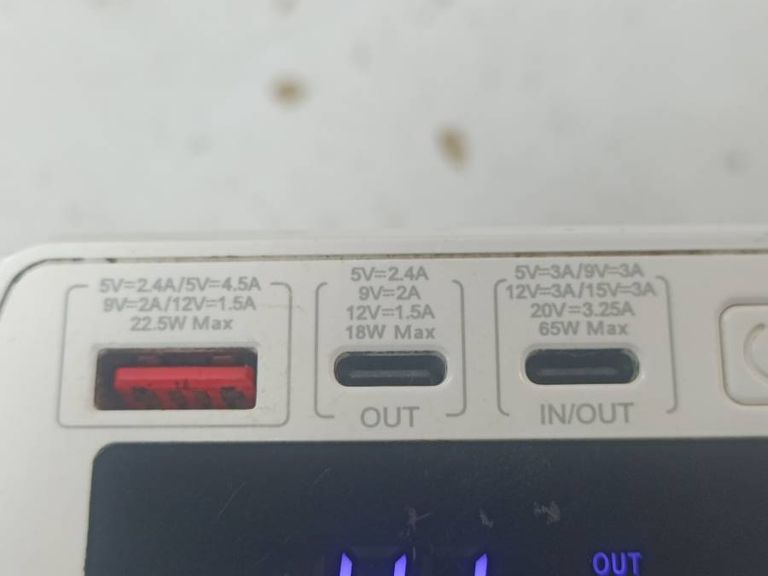 5V=2.4A/5V=4.5A
9V=2A/12V=1.5A
22.5W Max
5V=2.4A
9V=2A
12V=1.5A
18W Max
OUT
5V=3A/9V=3A
12V=3A/15V=3A
20V=3.25A
65W Max
IN/OUT
OUT